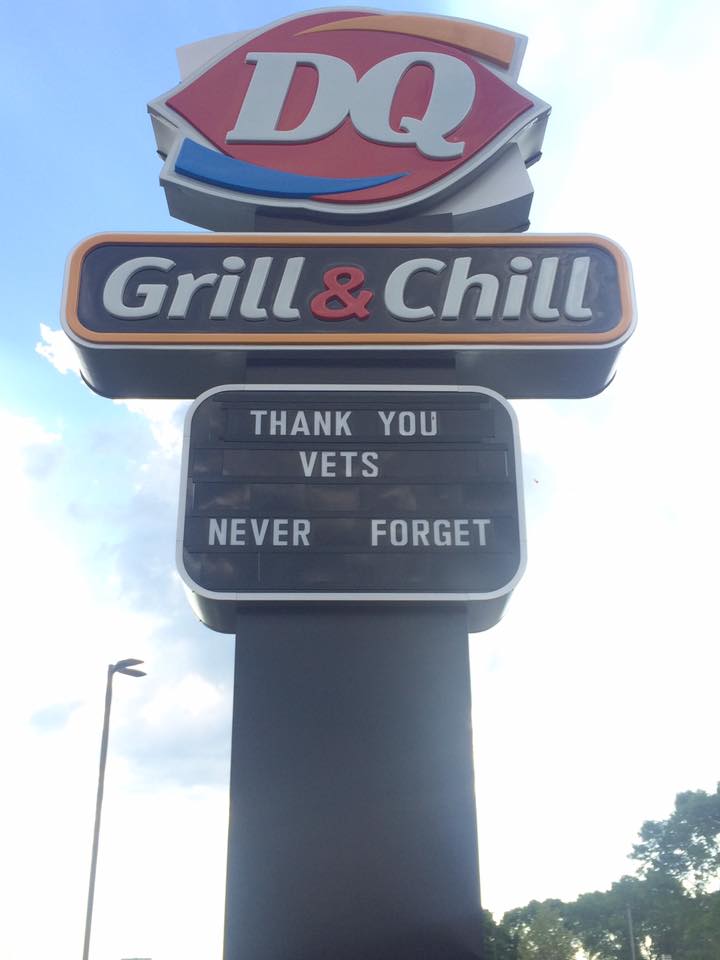 DQ
Grill & Chill
THANK YOU
VETS
NEVER FORGET